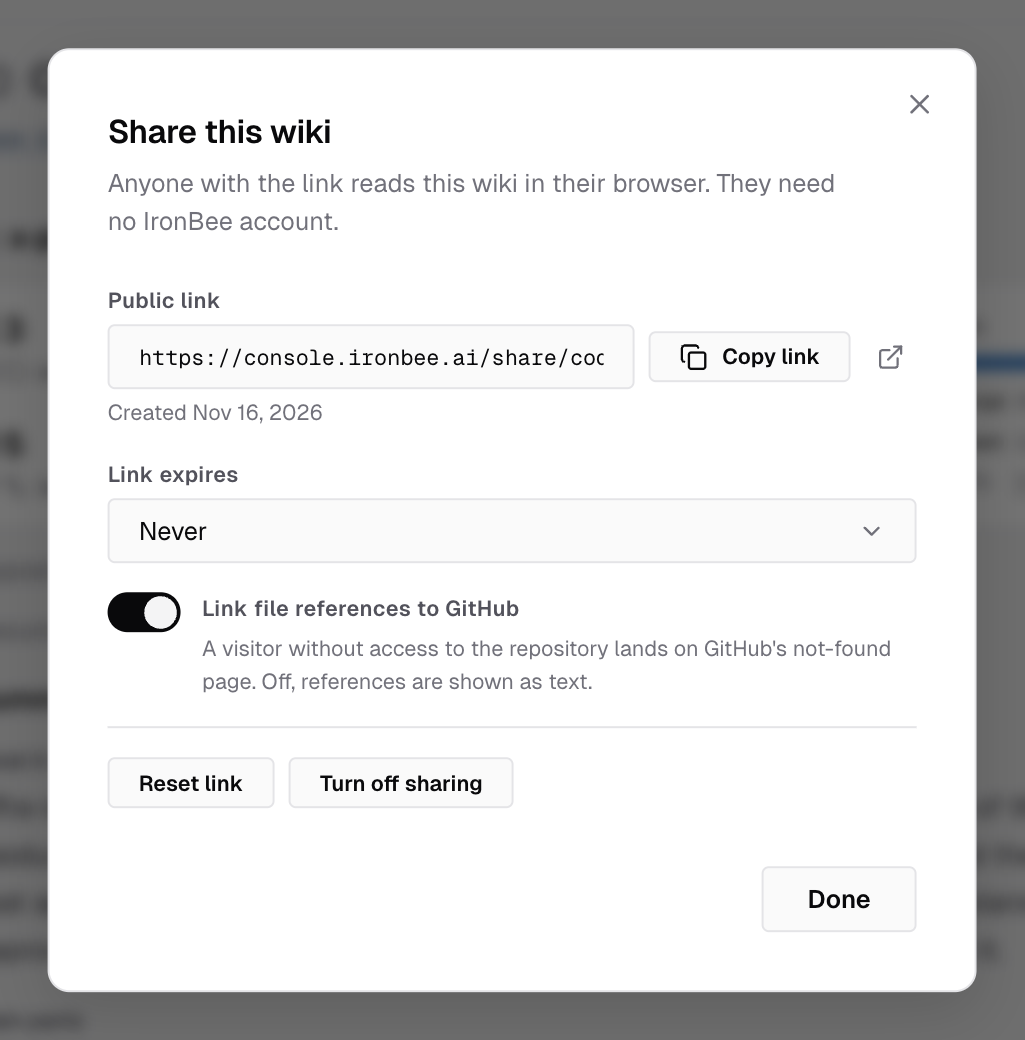 Share this wiki
Anyone with the link reads this wiki in their browser. They need
no IronBee account.
Public link
https://console.ironbee.ai/share/coc
Copy link
Created Nov 16, 2026
Link expires
Never
Link file references to GitHub
A visitor without access to the repository lands on GitHub's not-found
page. Off, references are shown as text.
Reset link
Turn off sharing
Done